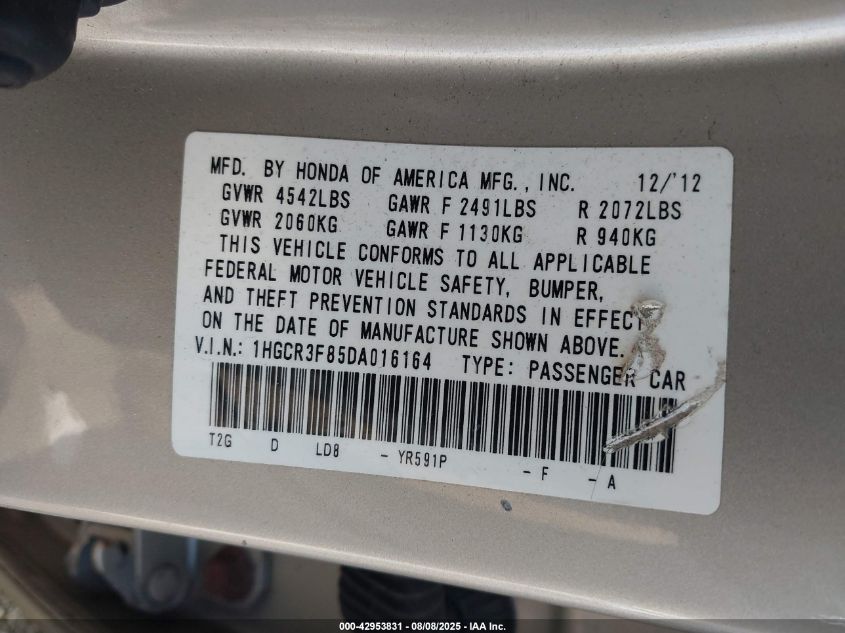 MFD. BY HONDA OF AMERICA MFG., INC. 12/'12
GVWR 4542LBS GAWR F 2491LBS R 2072LBS
GVWR 2060KG GAWR F 1130KG R 940KG
THIS VEHICLE CONFORMS TO ALL APPLICABLE
FEDERAL MOTOR VEHICLE SAFETY, BUMPER,
AND THEFT PREVENTION STANDARDS IN EFFECT
ON THE DATE OF MANUFACTURE SHOWN ABOVE.
V.I.N.: 1HGCR3F85DA016164 TYPE: PASSENGER CAR
T2G D LD8 - YR591P - F - A
000-42953831 - 08/08/2025 - IAA Inc.